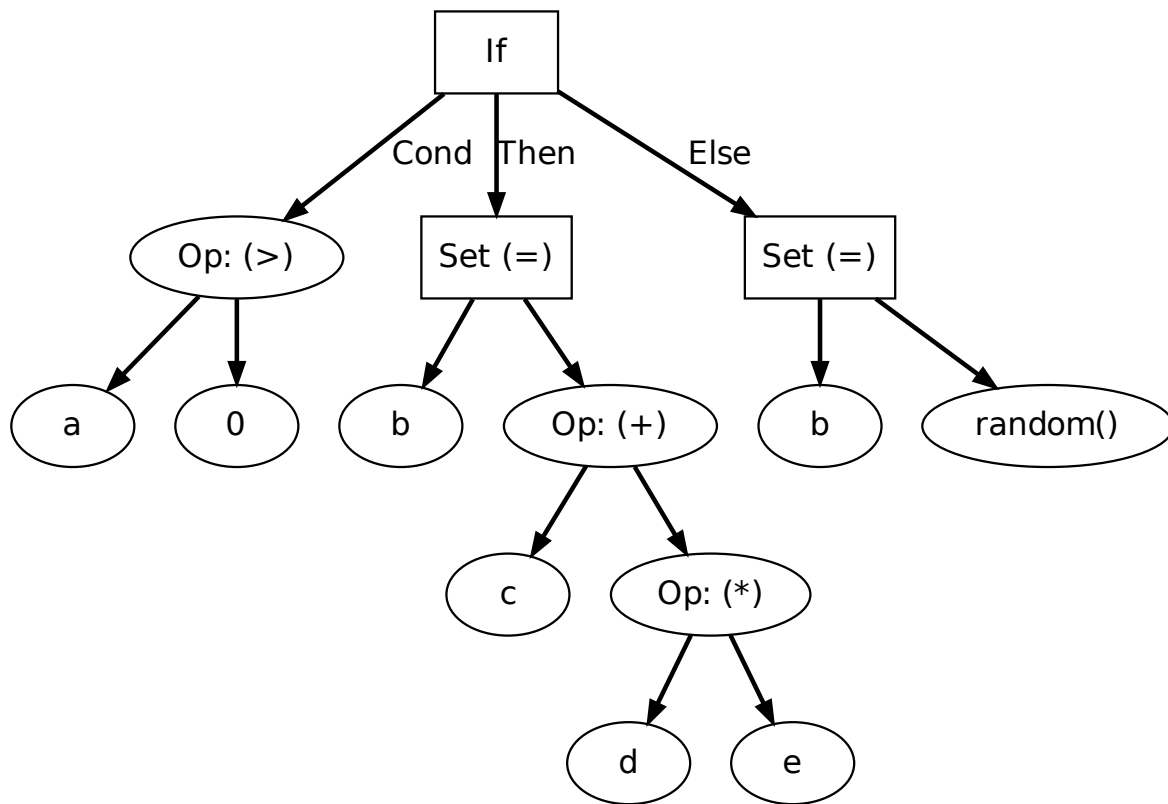 If
Cond
Then
Else
Op: (>)
Set (=)
Set (=)
a
0
b
Op: (+)
b
random()
c
Op: (*)
d
e